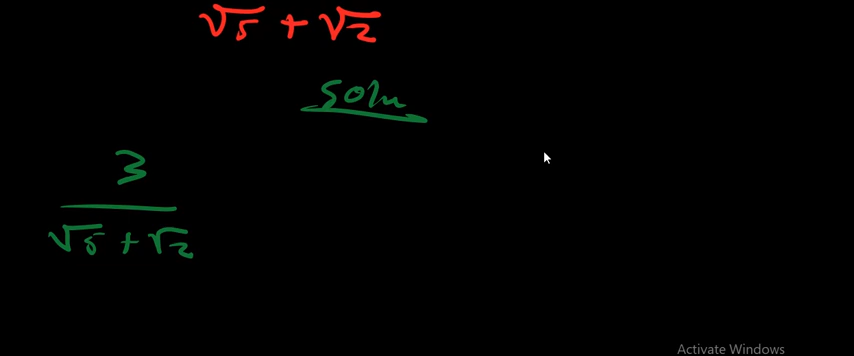 √5 + √2
soln
3
√5 + √2
Activate Windows